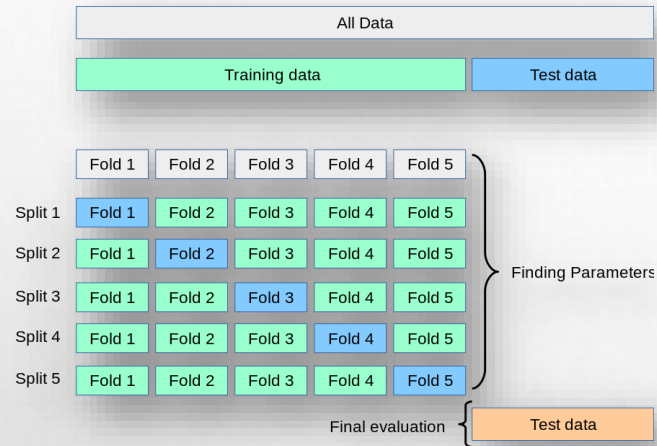 All Data
Training data Test data
Fold 1 Fold 2 Fold 3 Fold 4 Fold 5
Split 1 Fold 1 Fold 2 Fold 3 Fold 4 Fold 5
Split 2 Fold 1 Fold 2 Fold 3 Fold 4 Fold 5
Finding Parameters
Split 3 Fold 1 Fold 2 Fold 3 Fold 4 Fold 5
Split 4 Fold 1 Fold 2 Fold 3 Fold 4 Fold 5
Split 5 Fold 1 Fold 2 Fold 3 Fold 4 Fold 5
Final evaluation Test data